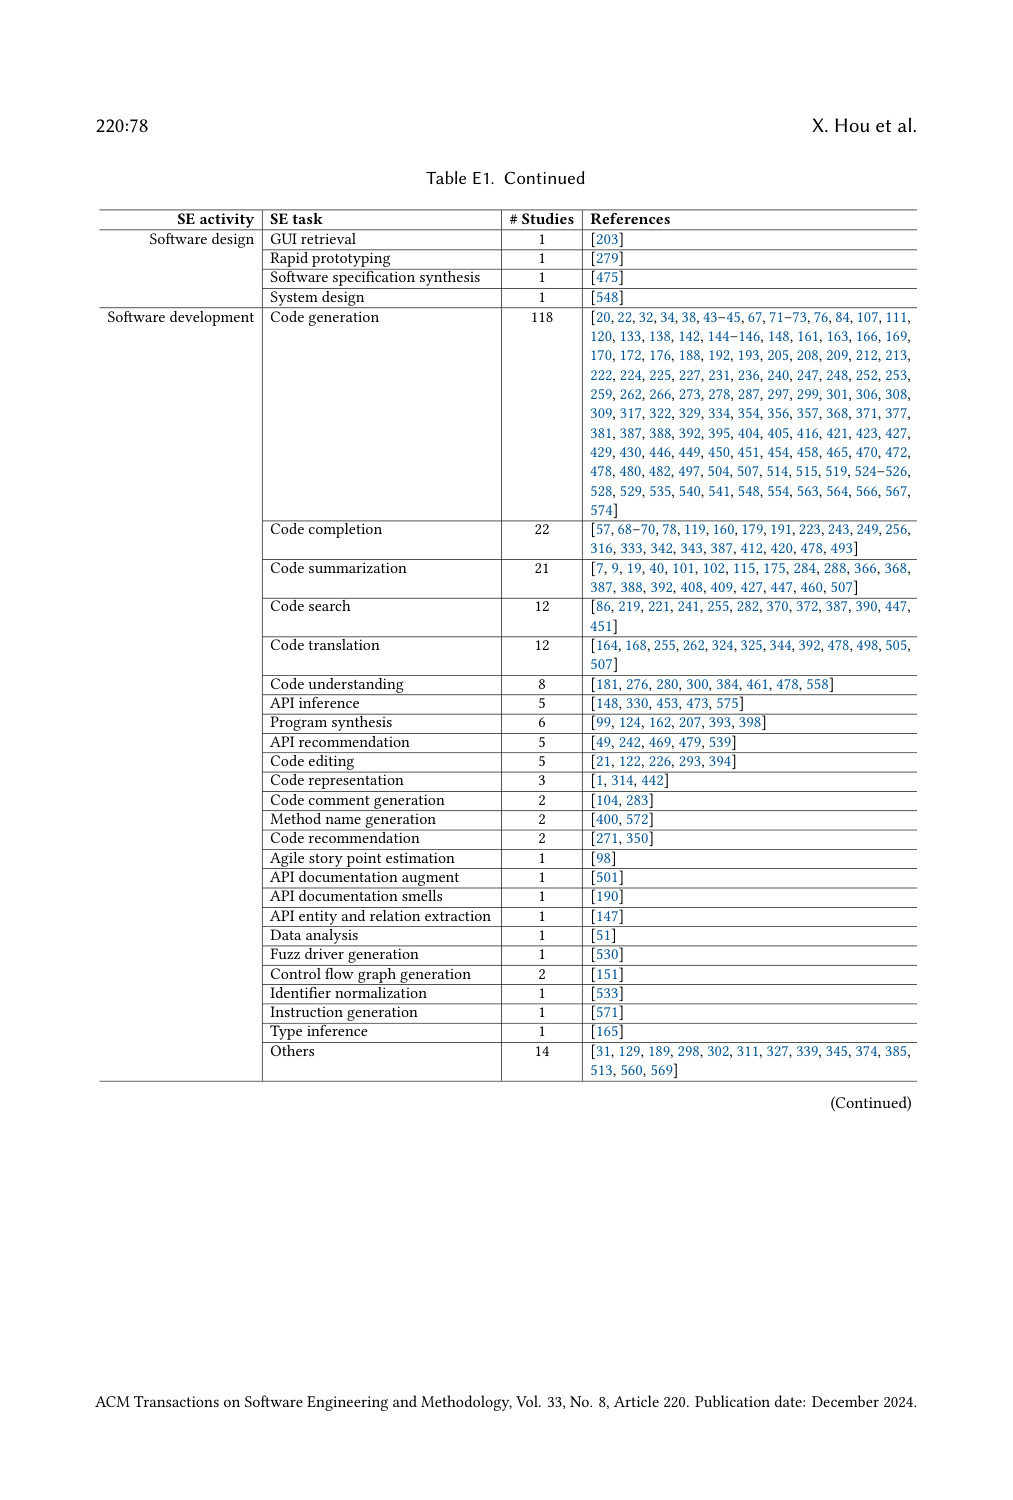 220:78 X. Hou et al.
Table E1. Continued
SE activity SE task # Studies References
Software design GUI retrieval 1 [203]
Rapid prototyping 1 [279]
Software specification synthesis 1 [475]
System design 1 [548]
Software development Code generation 118 [20, 22, 32, 34, 38, 43–45, 67, 71–73, 76, 84, 107, 111,
120, 133, 138, 142, 144–146, 148, 161, 163, 166, 169,
170, 172, 176, 188, 192, 193, 205, 208, 209, 212, 213,
222, 224, 225, 227, 231, 236, 240, 247, 248, 252, 253,
259, 262, 266, 273, 278, 287, 297, 299, 301, 306, 308,
309, 317, 322, 329, 334, 354, 356, 357, 368, 371, 377,
381, 387, 388, 392, 395, 404, 405, 416, 421, 423, 427,
429, 430, 446, 449, 450, 451, 454, 458, 465, 470, 472,
478, 480, 482, 497, 504, 507, 514, 515, 519, 524–526,
528, 529, 535, 540, 541, 548, 554, 563, 564, 566, 567,
574]
Code completion 22 [57, 68–70, 78, 119, 160, 179, 191, 223, 243, 249, 256,
316, 333, 342, 343, 387, 412, 420, 478, 493]
Code summarization 21 [7, 9, 19, 40, 101, 102, 115, 175, 284, 288, 366, 368,
387, 388, 392, 408, 409, 427, 447, 460, 507]
Code search 12 [86, 219, 221, 241, 255, 282, 370, 372, 387, 390, 447,
451]
Code translation 12 [164, 168, 255, 262, 324, 325, 344, 392, 478, 498, 505,
507]
Code understanding 8 [181, 276, 280, 300, 384, 461, 478, 558]
API inference 5 [148, 330, 453, 473, 575]
Program synthesis 6 [99, 124, 162, 207, 393, 398]
API recommendation 5 [49, 242, 469, 479, 539]
Code editing 5 [21, 122, 226, 293, 394]
Code representation 3 [1, 314, 442]
Code comment generation 2 [104, 283]
Method name generation 2 [400, 572]
Code recommendation 2 [271, 350]
Agile story point estimation 1 [98]
API documentation augment 1 [501]
API documentation smells 1 [190]
API entity and relation extraction 1 [147]
Data analysis 1 [51]
Fuzz driver generation 1 [530]
Control flow graph generation 2 [151]
Identifier normalization 1 [533]
Instruction generation 1 [571]
Type inference 1 [165]
Others 14 [31, 129, 189, 298, 302, 311, 327, 339, 345, 374, 385,
513, 560, 569]
(Continued)
ACM Transactions on Software Engineering and Methodology, Vol. 33, No. 8, Article 220. Publication date: December 2024.